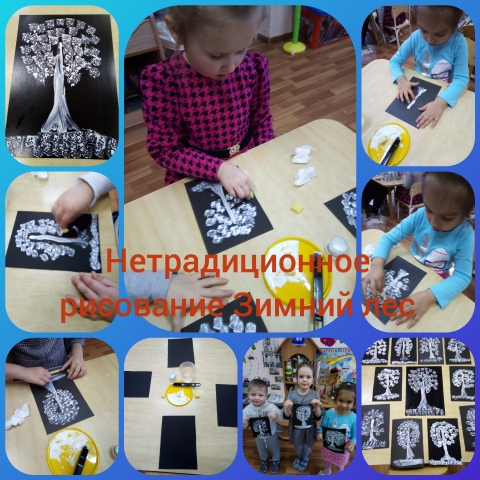 Нетрадиционное
рисование Зимний лес